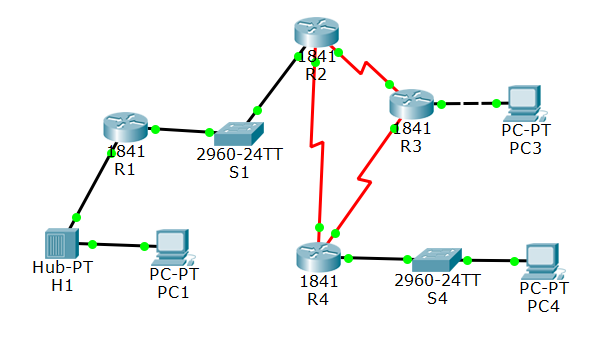 1841
R2
1841
R3
PC-PT
PC3
1841
R1
2960-24TT
S1
Hub-PT
H1
PC-PT
PC1
1841
R4
2960-24TT
S4
PC-PT
PC4